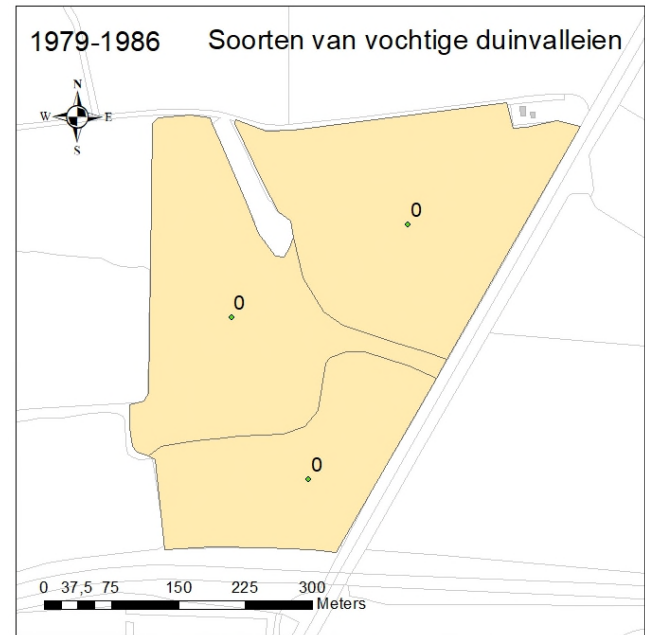 1979-1986 Soorten van vochtige duinvalleien
N
W E
S
0
0
0
0 37,5 75 150 225 300
Meters